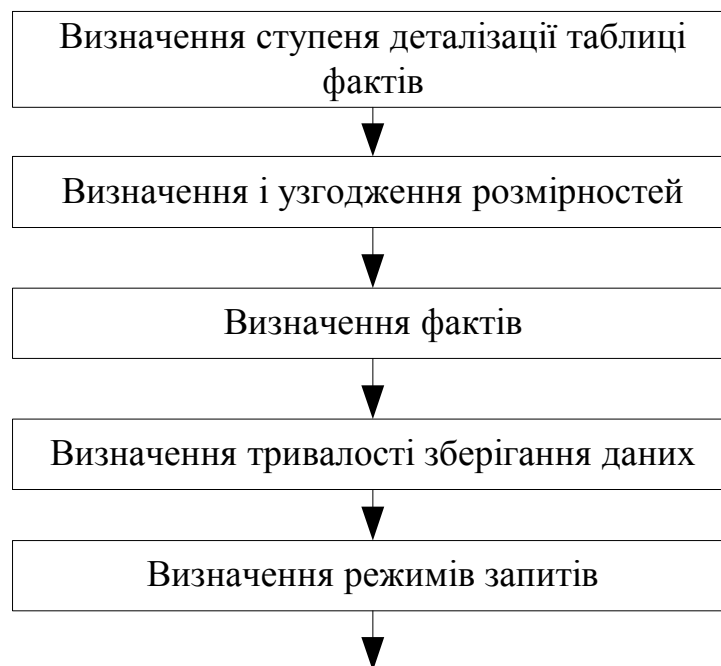 Визначення ступеня деталізації таблиці
фактів
Визначення і узгодження розмірностей
Визначення фактів
Визначення тривалості зберігання даних
Визначення режимів запитів